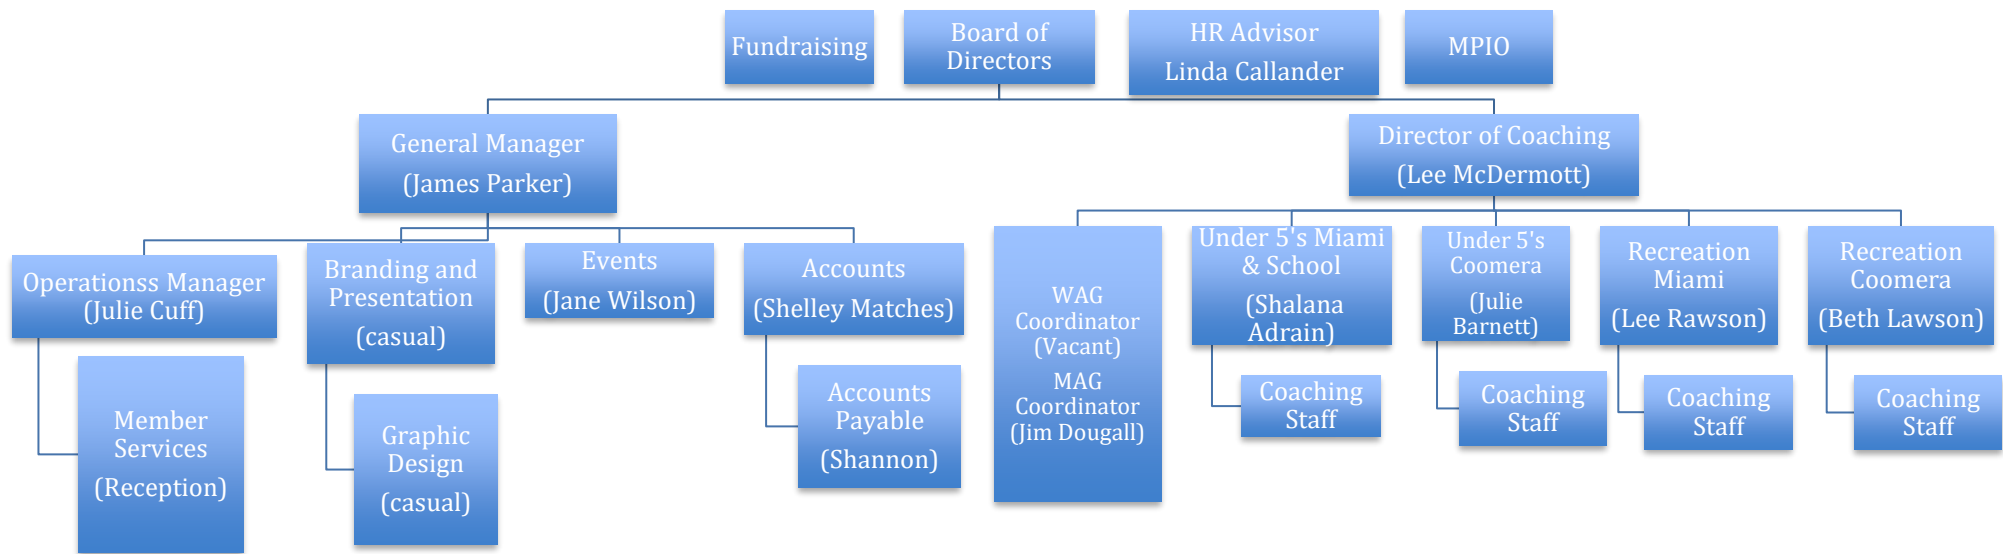 Fundraising
Board of
Directors
HR Advisor
Linda Callander
MPIO
General Manager
(James Parker)
Director of Coaching
(Lee McDermott)
Operationss Manager
(Julie Cuff)
Branding and
Presentation
(casual)
Events
(Jane Wilson)
Accounts
(Shelley Matches)
WAG
Coordinator
(Vacant)
MAG
Coordinator
(Jim Dougall)
Under 5's Miami
& School
(Shalana
Adrain)
Under 5's
Coomera
(Julie
Barnett)
Recreation
Miami
(Lee Rawson)
Recreation
Coomera
(Beth Lawson)
Member
Services
(Reception)
Graphic
Design
(casual)
Accounts
Payable
(Shannon)
Coaching
Staff
Coaching
Staff
Coaching
Staff
Coaching
Staff